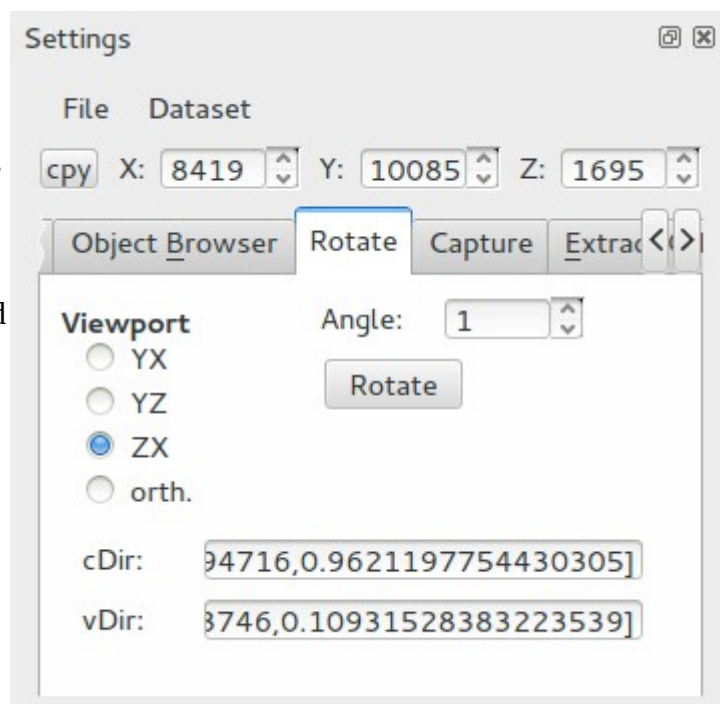 Settings
File Dataset
cpy X: 8419 Y: 10085 Z: 1695
Object Browser Rotate Capture
Viewport Angle: 1
YX
Rotate
YZ
ZX
orth.
cDir: 94716,0.9621197754430305]
vDir: 3746,0.10931528383223539]